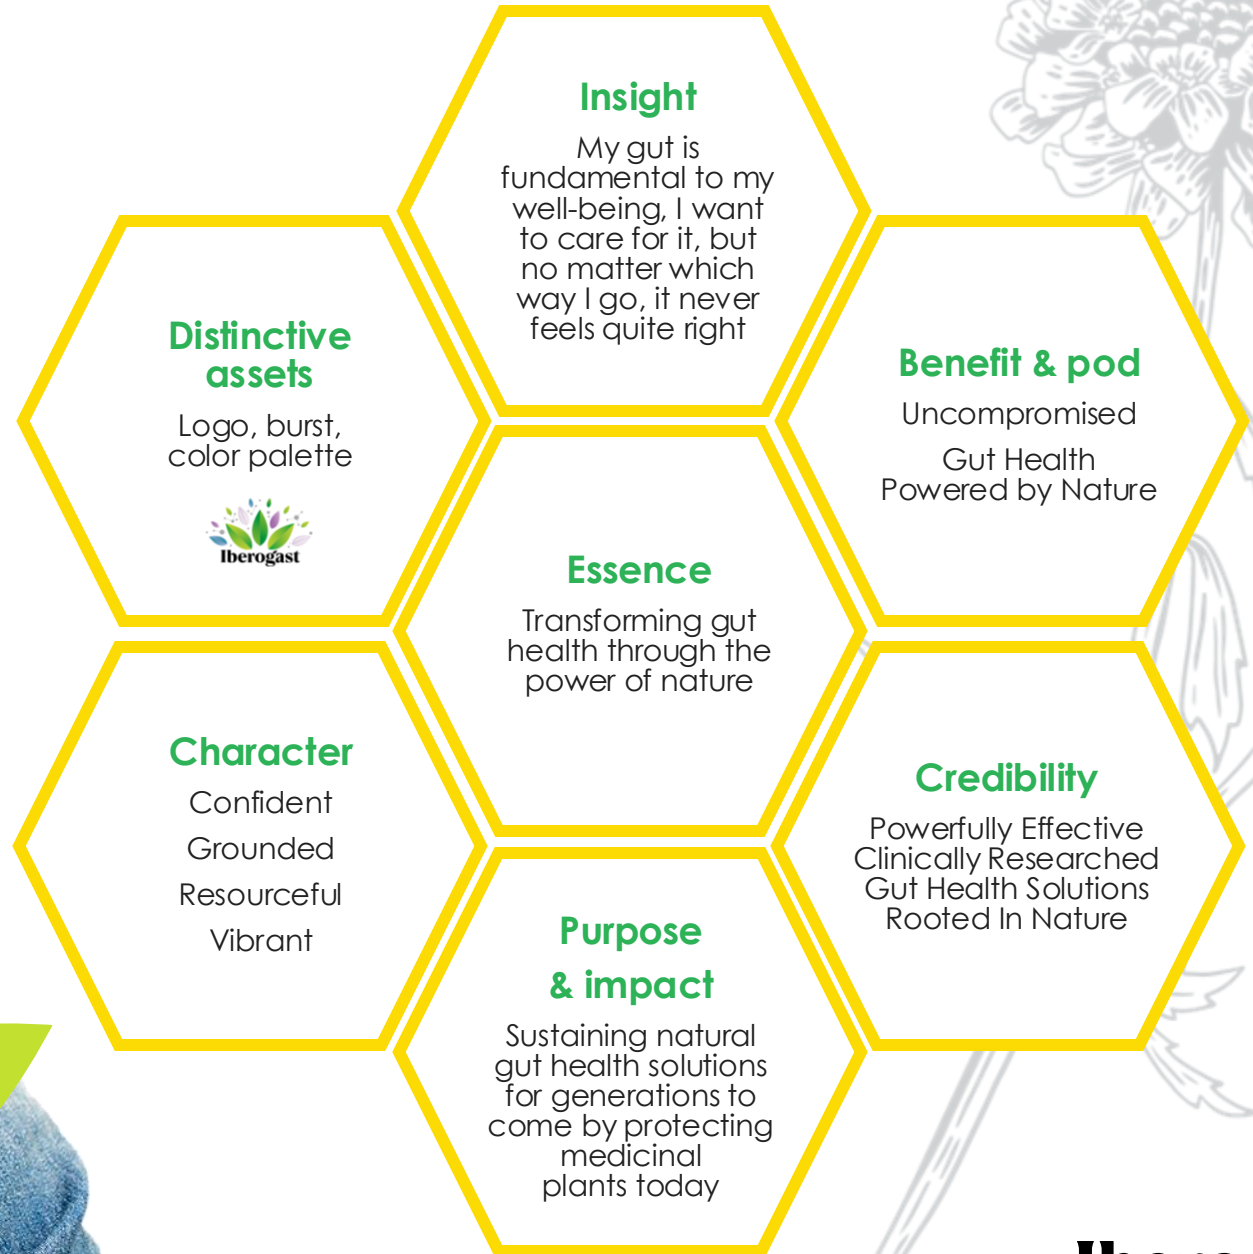 Insight
My gut is
fundamental to my
well-being, I want
to care for it, but
no matter which
way I go, it never
feels quite right
Distinctive
assets
Logo, burst,
color palette
Iberogast
Benefit & pod
Uncompromised
Gut Health
Powered by Nature
Essence
Transforming gut
health through the
power of nature
Character
Confident
Grounded
Resourceful
Vibrant
Credibility
Powerfully Effective
Clinically Researched
Gut Health Solutions
Rooted In Nature
Purpose
& impact
Sustaining natural
gut health solutions
for generations to
come by protecting
medicinal
plants today